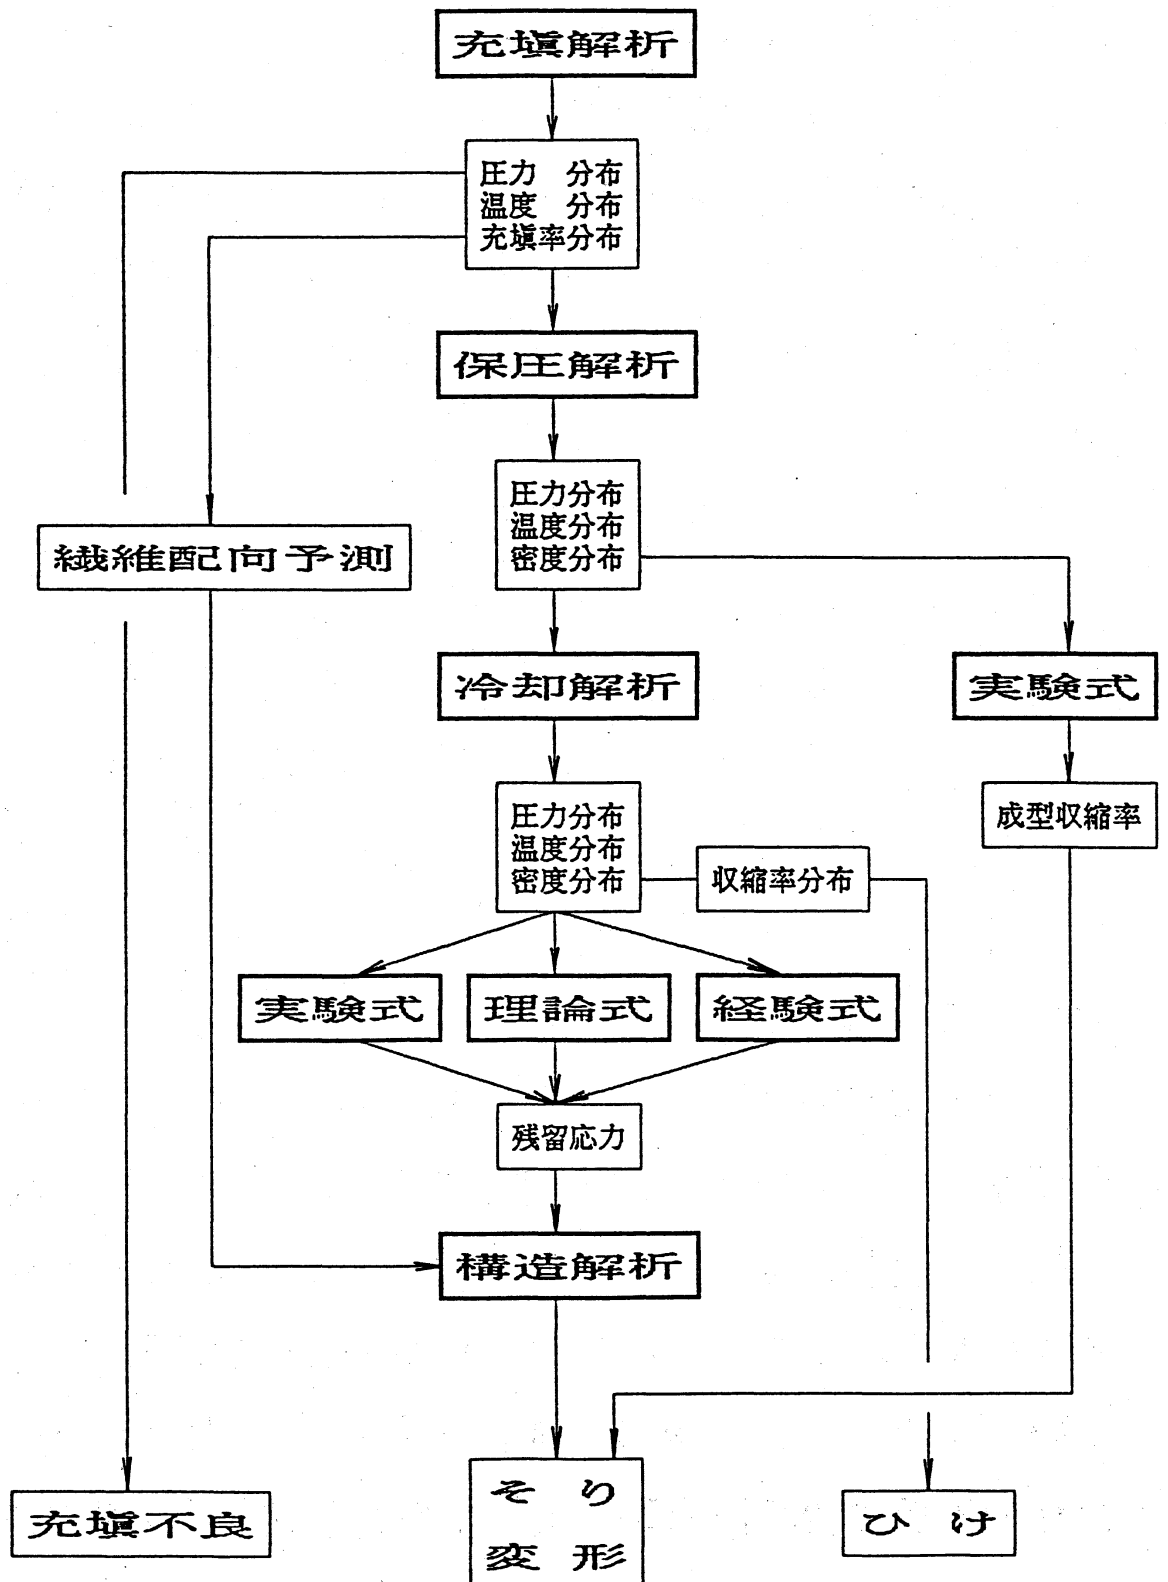 充塡解析
圧力 分布
温度 分布
充塡率分布
保圧解析
圧力分布
温度分布
密度分布
繊維配向予測
冷却解析
実験式
圧力分布
温度分布
密度分布
成型収縮率
収縮率分布
実験式
理論式
経験式
残留応力
構造解析
充塡不良
そり
変形
ひけ